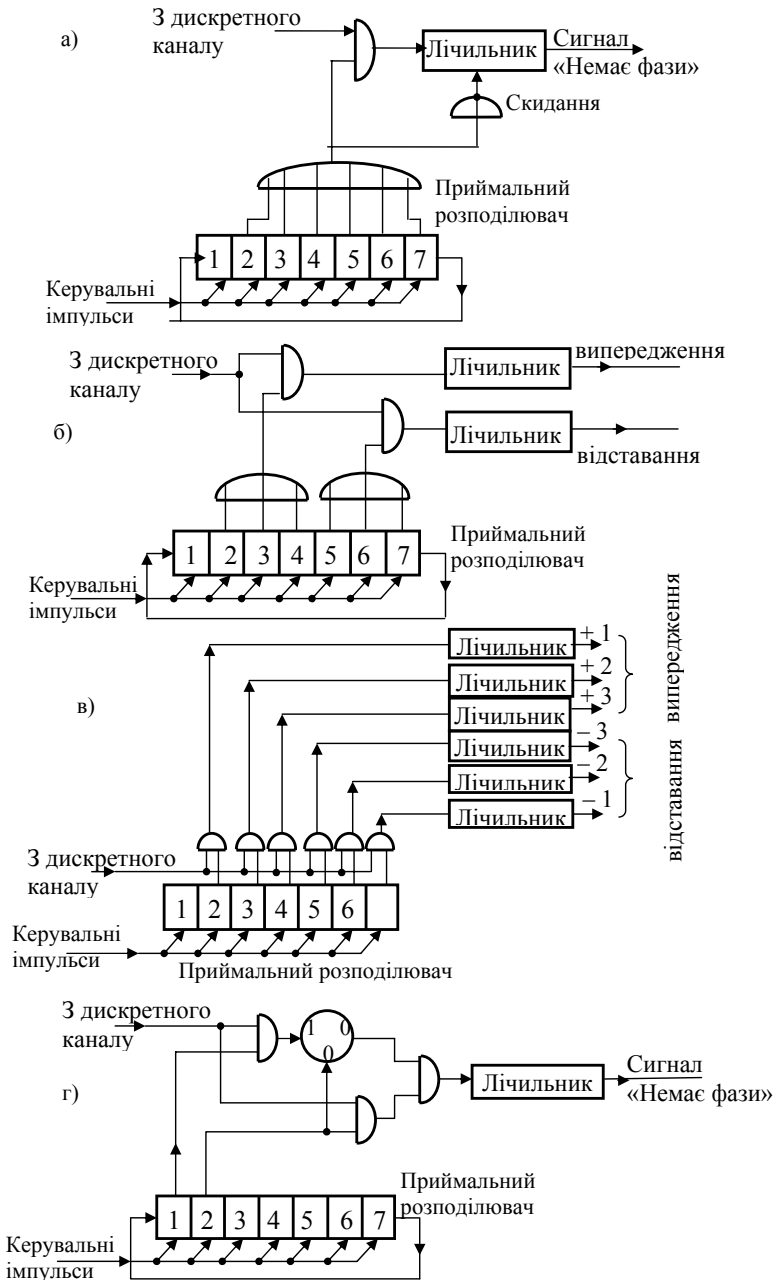 а)
З дискретного
каналу
Лічильник
Сигнал
«Немає фази»
Скидання
Приймальний
розподілювач
1 2 3 4 5 6 7
Керувальні
імпульси
б)
З дискретного
каналу
Лічильник
випередження
Лічильник
відставання
Приймальний
розподілювач
1 2 3 4 5 6 7
Керувальні
імпульси
в)
Лічильник + 1
Лічильник + 2
Лічильник + 3
Лічильник – 3
Лічильник – 2
Лічильник – 1
випередження
відставання
З дискретного
каналу
1 2 3 4 5 6
Керувальні
імпульси
Приймальний розподілювач
г)
З дискретного
каналу
1 0
0
Лічильник
Сигнал
«Немає фази»
Приймальний
розподілювач
1 2 3 4 5 6 7
Керувальні
імпульси